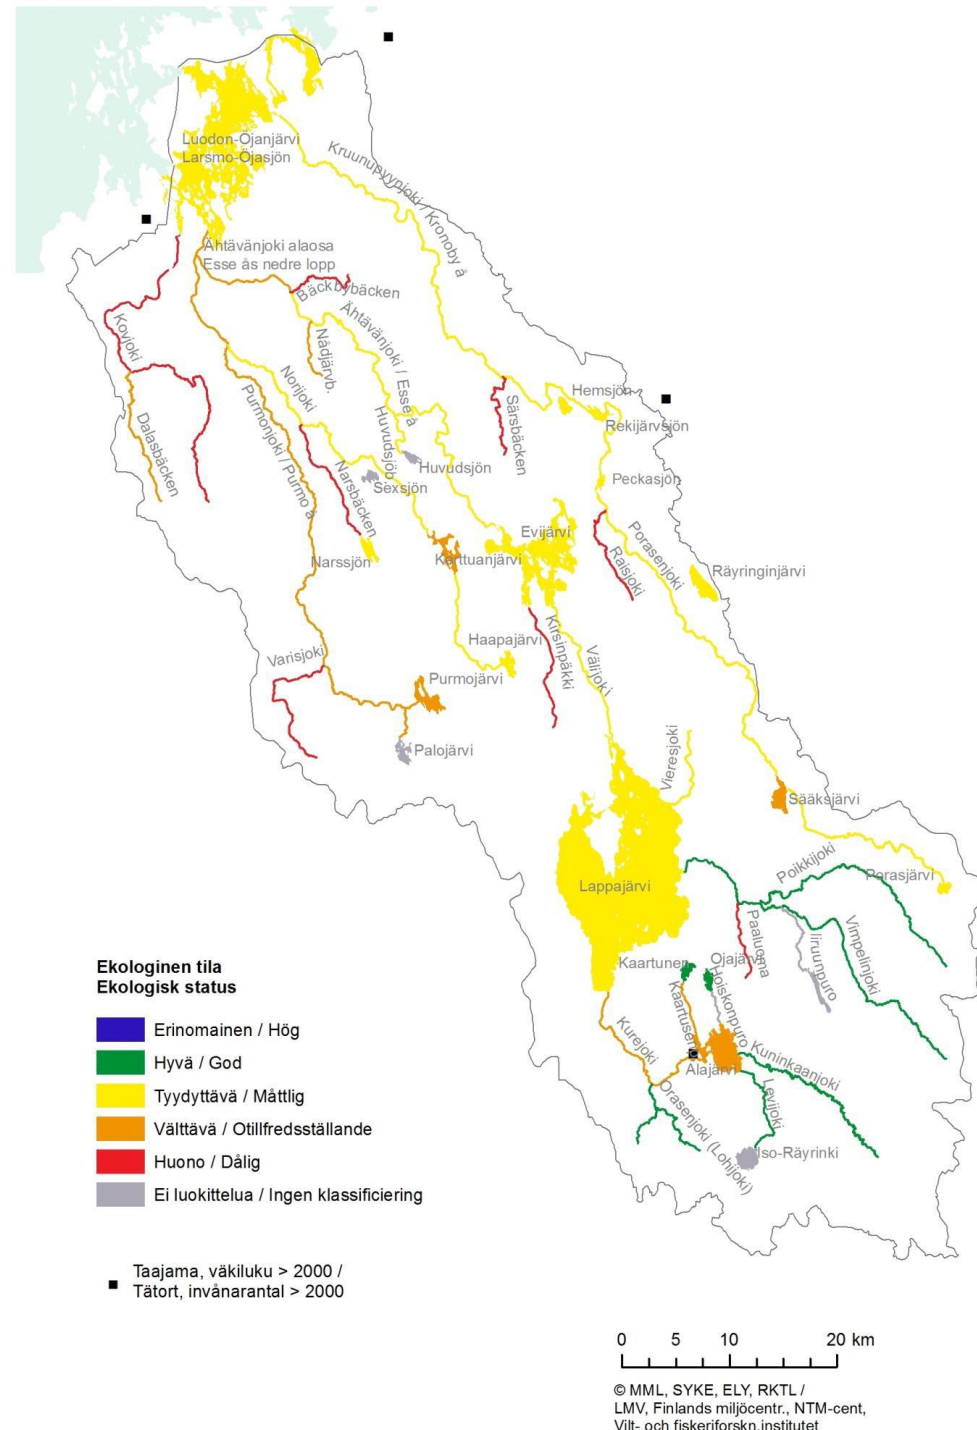 Luodon-Öjanjärvi
Larsmo-Öjasjön
Kruunupyynjoki / Kronoby å
Ähtävänjoki alaosa
Esse ås nedre lopp
Bäckbybäcken
Kovjoki
Nådjärvb.
Ähtävänjoki / Esse å
Norijoki
Purmonjoki / Purmo å
Huvudsjön
Särsbäcken
Hemsjön
Rekijärvsjön
Dalasbäcken
Narsbäcken
Huvudsjön
Sexsjön
Peckasjön
Narssjön
Kerttuanjärvi
Evijärvi
Raisjoki
Porasenjoki
Räyringinjärvi
Varisjoki
Haapajärvi
Kirsinpäkki
Välijoki
Purmojärvi
Palojärvi
Vieresjoki
Sääksjärvi
Poikkijoki
Porasjärvi
Lappajärvi
Paaluoma
Iiruunpuro
Vimpelinjoki
Kaartunen
Ojajärvi
Hoiskonpuro
Kurejoki
Alajärvi
Kuninkaanjoki
Levijoki
Orasenjoki (Lohijoki)
Iso-Räyrinki
Ekologinen tila
Ekologisk status
Erinomainen / Hög
Hyvä / God
Tyydyttävä / Måttlig
Välttävä / Otillfredsställande
Huono / Dålig
Ei luokittelua / Ingen klassificiering
Taajama, väkiluku > 2000 /
Tätort, invånarantal > 2000
0 5 10 20 km
© MML, SYKE, ELY, RKTL /
LMV, Finlands miljöcentr., NTM-cent,
Vilt- och fiskeriforskn.institutet